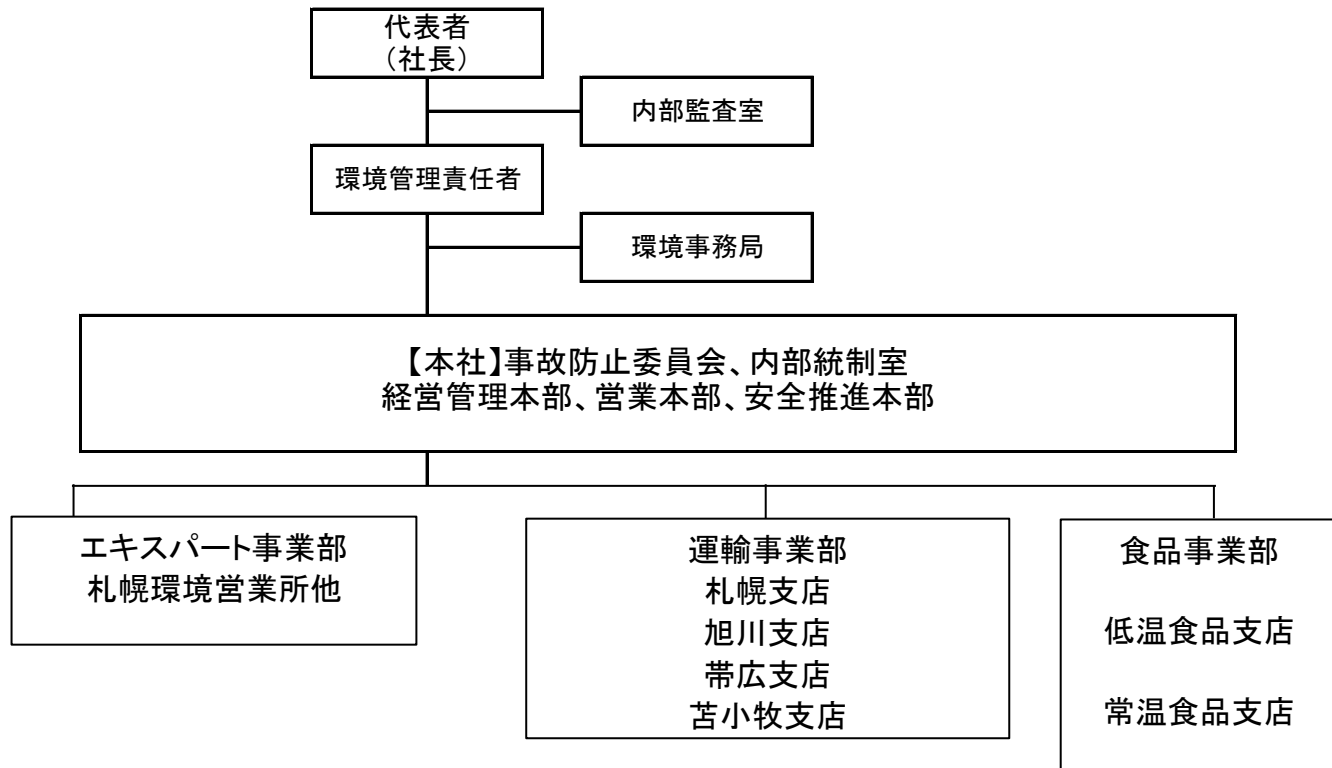 代表者
（社長）
内部監査室
環境管理責任者
環境事務局
【本社】事故防止委員会、内部統制室
経営管理本部、営業本部、安全推進本部
エキスパート事業部
札幌環境営業所他
運輸事業部
札幌支店
旭川支店
帯広支店
苫小牧支店
食品事業部
低温食品支店
常温食品支店